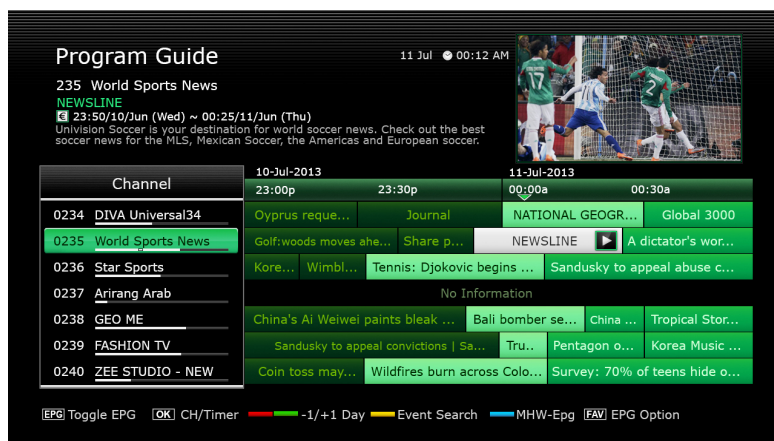 Program Guide
11 Jul 00:12 AM
235 World Sports News
NEWSLINE
€ 23:50/10/Jun (Wed) ~ 00:25/11/Jun (Thu)
Univision Soccer is your destination for world soccer news. Check out the best
soccer news for the MLS, Mexican Soccer, the Americas and European soccer.
17
2
Channel
10-Jul-2013 11-Jul-2013
23:00p 23:30p 00:00a 00:30a
0234 DIVA Universal34 Oyprus reque... Journal NATIONAL GEOGR... Global 3000
0235 World Sports News Golf:woods moves ahe... Share p... NEWSLINE A dictator's wor...
0236 Star Sports Kore... Wimbl... Tennis: Djokovic begins ... Sandusky to appeal abuse c...
0237 Arirang Arab No Information
0238 GEO ME China's Ai Weiwei paints bleak ... Bali bomber se... China ... Tropical Stor...
0239 FASHION TV Sandusky to appeal convictions | Sa... Tru.. Pentagon o... Korea Music ...
0240 ZEE STUDIO - NEW Coin toss may... Wildfires burn across Colo... Survey: 70% of teens hide o...
EPG Toggle EPG OK CH/Timer -1/+1 Day Event Search MHW-Epg FAV EPG Option